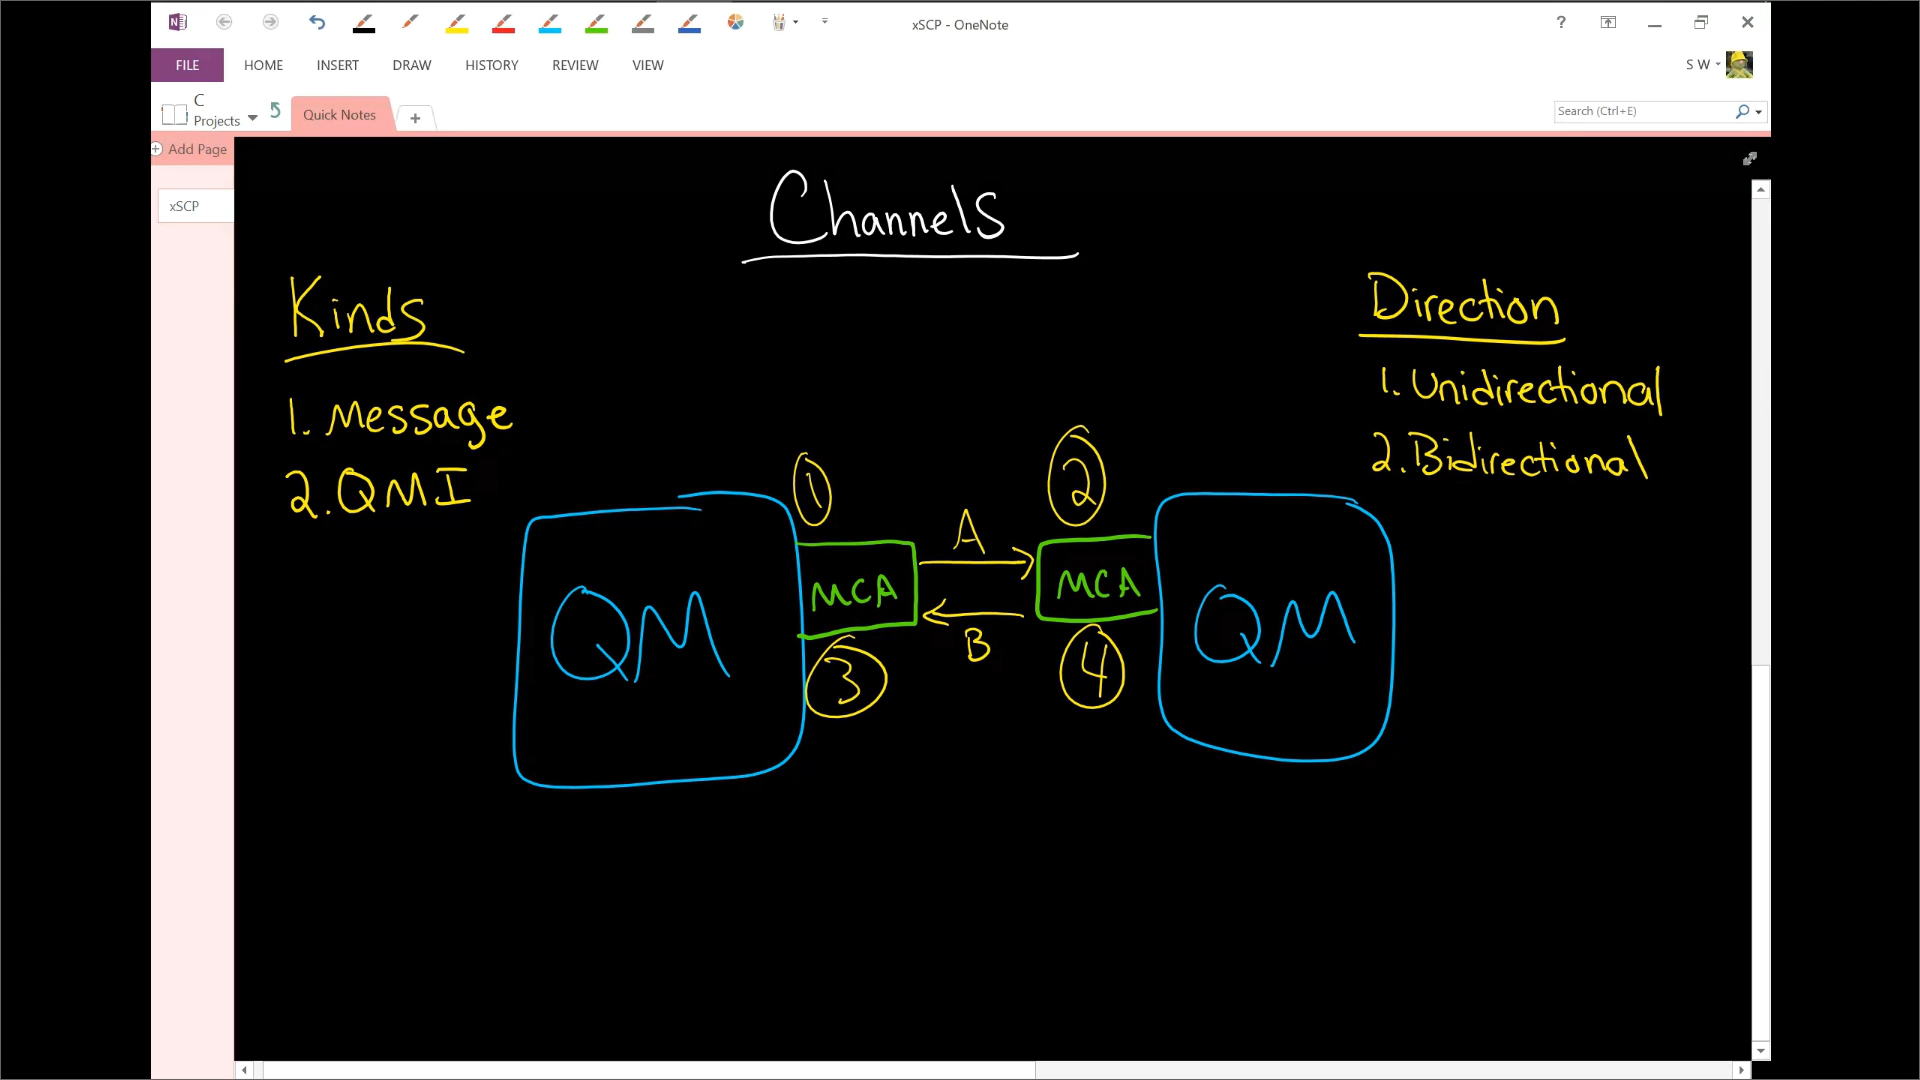 xSCP - OneNote
?
FILE HOME INSERT DRAW HISTORY REVIEW VIEW
S W
C
Projects
Quick Notes
+
Search (Ctrl+E)
Add Page
xSCP
Channels
Kinds
1. Message
2. QMI
Direction
1. Unidirectional
2. Bidirectional
1
2
A
MCA
MCA
QM
QM
B
3
4